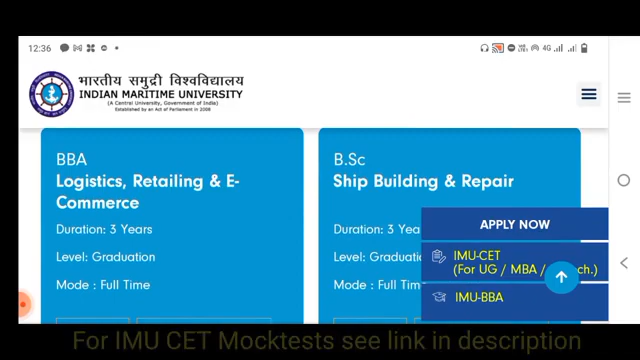 12:36
4G
भारतीय समुद्री विश्वविद्यालय
INDIAN MARITIME UNIVERSITY
(A Central University, Government of India)
Established by an Act of Parliament in 2008
BBA
Logistics, Retailing & E-
Commerce
Duration: 3 Years
Level: Graduation
Mode : Full Time
B.Sc
Ship Building & Repair
Duration: 3
Level:
Mode : Full
APPLY NOW
IMU-CET
(For UG / MBA /
IMU-BBA
For IMU CET Mocktests see link in description